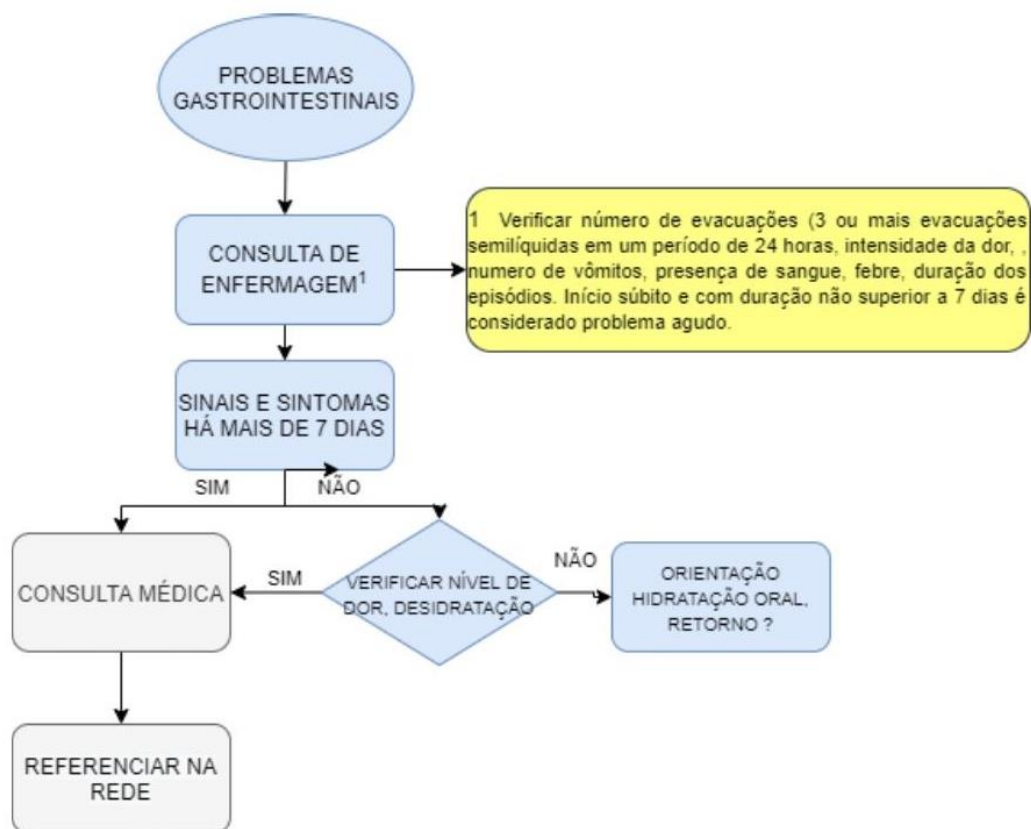 PROBLEMAS
GASTROINTESTINAIS
CONSULTA DE
ENFERMAGEM1
1 Verificar número de evacuações (3 ou mais evacuações
semilíquidas em um período de 24 horas, intensidade da dor, ,
numero de vômitos, presença de sangue, febre, duração dos
episódios. Início súbito e com duração não superior a 7 dias é
considerado problema agudo.
SINAIS E SINTOMAS
HÁ MAIS DE 7 DIAS
SIM
NÃO
CONSULTA MÉDICA
SIM
VERIFICAR NÍVEL DE
DOR, DESIDRATAÇÃO
NÃO
ORIENTAÇÃO
HIDRATAÇÃO ORAL,
RETORNO ?
REFERENCIAR NA
REDE